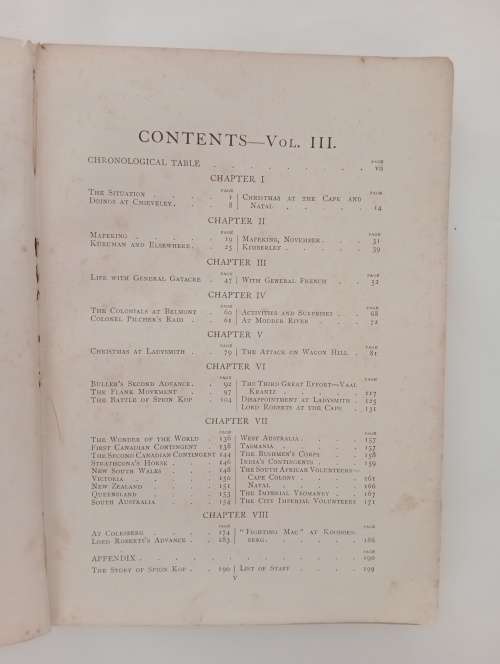 CONTENTS—Vol. III.
PAGE
CHRONOLOGICAL TABLE . . . . . . . . vii
CHAPTER I
PAGE
The Situation . . . . 1
Doings at Chieveley . . 8
PAGE
Christmas at the Cape and
Natal . . . . . 14
CHAPTER II
PAGE
Mafeking . . . . . 19
Kuruman and Elsewhere . . 25
PAGE
Mafeking, November . . . 31
Kimberley . . . . . 39
CHAPTER III
PAGE
Life with General Gatacre . 47
PAGE
With General French . . . 52
CHAPTER IV
PAGE
The Colonials at Belmont . 60
Colonel Pilcher's Raid . . 61
PAGE
Activities and Surprises . . 68
At Modder River . . . 72
CHAPTER V
PAGE
Christmas at Ladysmith . . 79
PAGE
The Attack on Wagon Hill . 81
CHAPTER VI
PAGE
Buller's Second Advance . . 92
The Flank Movement . . 97
The Battle of Spion Kop . 104
PAGE
The Third Great Effort—Vaal
Krantz . . . . . 117
Disappointment at Ladysmith . 125
Lord Roberts at the Cape . . 131
CHAPTER VII
PAGE
The Wonder of the World . 136
First Canadian Contingent . 138
The Second Canadian Contingent 144
Strathcona's Horse . . . 146
New South Wales . . . 148
Victoria . . . . . 150
New Zealand . . . . 151
Queensland . . . . 153
South Australia . . . 154
PAGE
West Australia . . . . 157
Tasmania . . . . . 157
The Bushmen's Corps . . . 158
India's Contingents . . . 159
The South African Volunteers—
Cape Colony . . . . 161
Natal . . . . . 166
The Imperial Yeomanry . . 167
The City Imperial Volunteers 171
CHAPTER VIII
PAGE
At Colesberg . . . . 174
Lord Roberts's Advance . . 183
PAGE
"Fighting Mac" at Koodoos-
berg . . . . . . 186
PAGE
APPENDIX . . . . . . . . . . 190
The Story of Spion Kop . . 190
PAGE
List of Staff . . . . 199
v